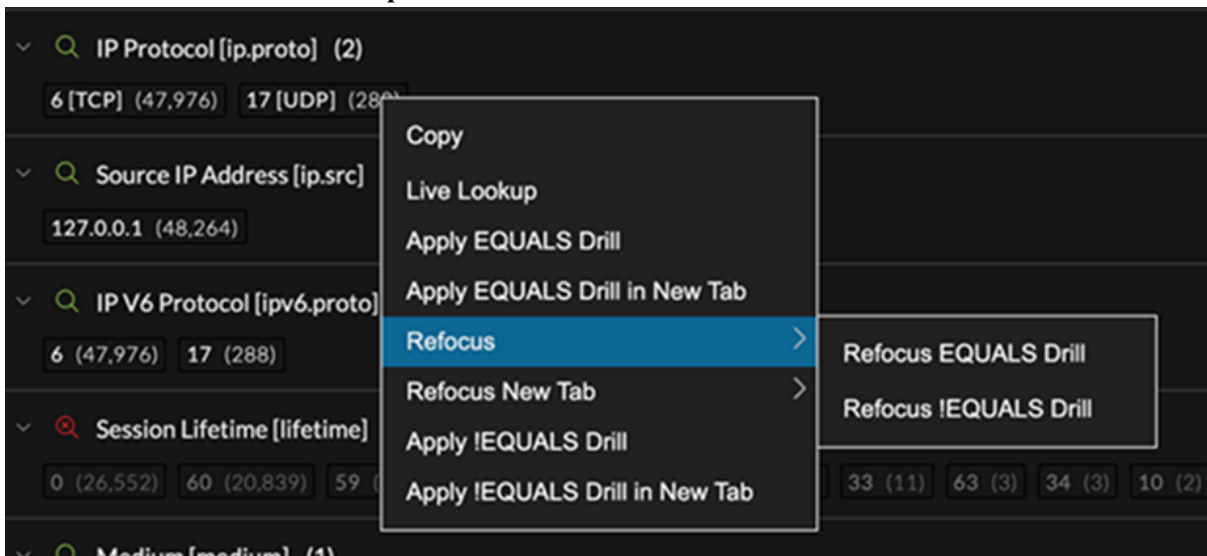 IP Protocol [ip.proto] (2)
6 [TCP] (47,976) 17 [UDP] (288)
Source IP Address [ip.src]
127.0.0.1 (48,264)
IP V6 Protocol [ipv6.proto]
6 (47,976) 17 (288)
Session Lifetime [lifetime]
0 (26,552) 60 (20,839) 59 33 (11) 63 (3) 34 (3) 10 (2)
Medium [medium] (1)
Copy
Live Lookup
Apply EQUALS Drill
Apply EQUALS Drill in New Tab
Refocus
Refocus New Tab
Apply !EQUALS Drill
Apply !EQUALS Drill in New Tab
Refocus EQUALS Drill
Refocus !EQUALS Drill